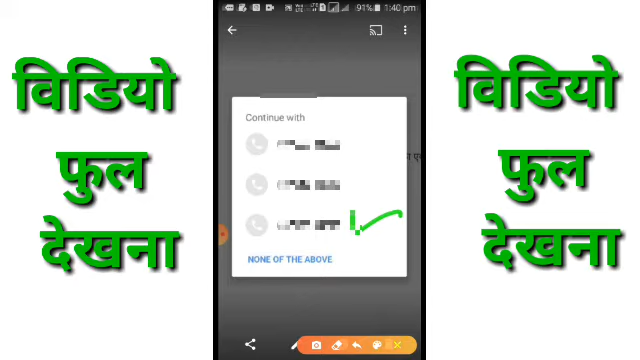 91% 1:40 pm
विडियो
फुल
देखना
Continue with
NONE OF THE ABOVE
विडियो
फुल
देखना